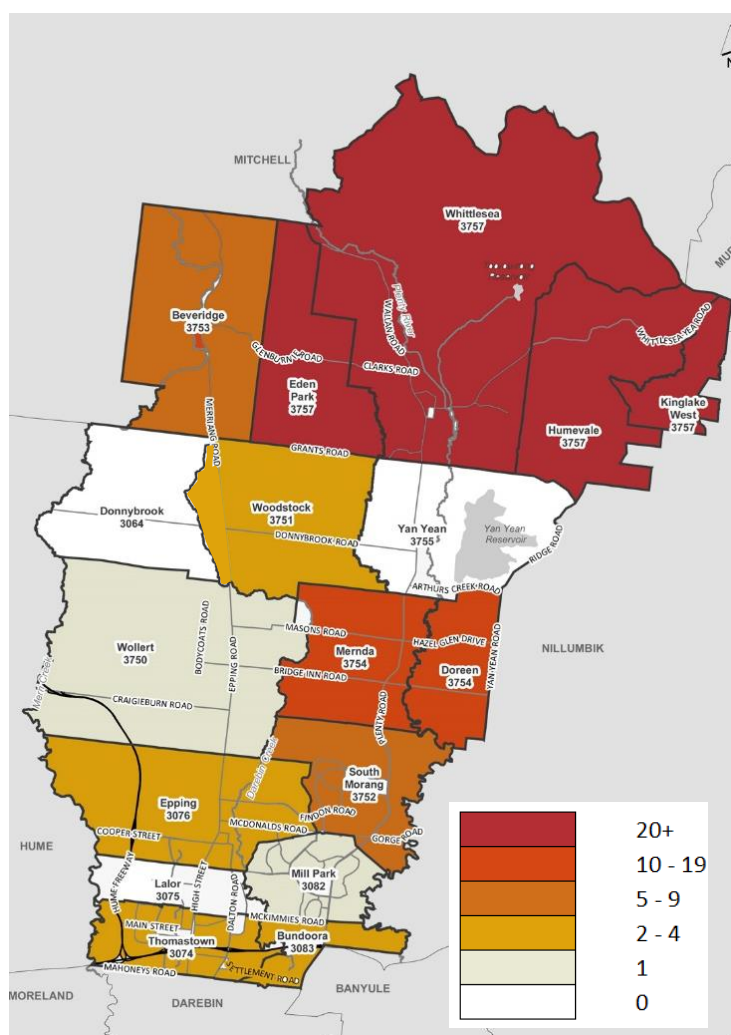 N
MITCHELL
Whittlesea
3757
MU
Plenty River
WALLAN ROAD
Beveridge
3753
WHITTLESEA-YEA ROAD
GLENBURNIE ROAD
CLARKS ROAD
Eden
Park
3757
Kinglake
West
3757
Humevale
3757
MERRIANG ROAD
GRANTS ROAD
Donnybrook
3064
Woodstock
3751
DONNYBROOK ROAD
Yan Yean
3755$
Yan Yean
Reservoir
RIDGE ROAD
ARTHURS CREEK ROAD
Wollert
3750
BODYCOATS ROAD
EPPING ROAD
MASONS ROAD
HAZEL GLEN DRIVE
Mernda
3754
Doreen
3754
YAN YEAN ROAD
NILLUMBIK
BRIDGE INN ROAD
Merri Creek
CRAIGIEBURN ROAD
PLENTY ROAD
Darebin Creek
South
Morang
3752
Epping
3076
FINDON ROAD
MCDONALDS ROAD
GORGE ROAD
COOPER STREET
HUME
HUME FREEWAY
Lalor
3075
HIGH STREET
DALTON ROAD
Mill Park
3082
MCKIMMIES ROAD
MAIN STREET
Thomastown
3074
Bundoora
3083
SETTLEMENT ROAD
MAHONEYS ROAD
MORELAND
DAREBIN
BANYULE
20+
10 - 19
5 - 9
2 - 4
1
0